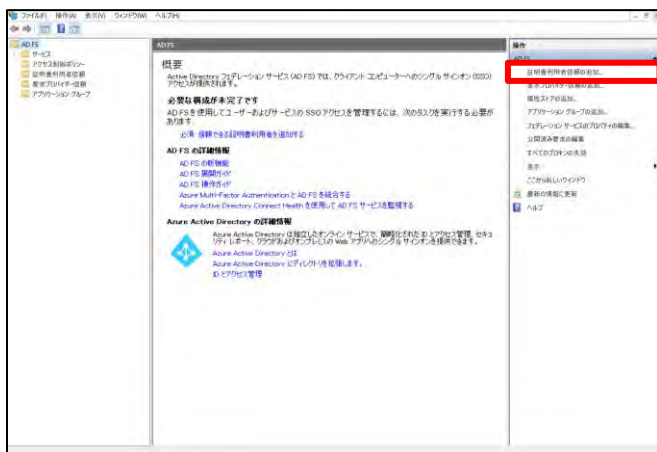 ファイル(F) 操作(A) 表示(V) ウィンドウ(W) ヘルプ(H)
AD FS
サービス
アクセス制御ポリシー
証明書利用者信頼
要求プロバイダー信頼
アプリケーション グループ
AD FS
概要
Active Directory フェデレーション サービス (AD FS) では、クライアント コンピューターへのシングル サインオン (SSO)
アクセスが提供されます。
必要な構成が未完了です
AD FS を使用してユーザーおよびサービスの SSO アクセスを管理するには、次のタスクを実行する必要が
あります:
必須: 信頼できる証明書利用者を追加する
AD FS の詳細情報
AD FS の新機能
AD FS 展開ガイド
AD FS 操作ガイド
Azure Multi-Factor Authentication と AD FS を統合する
Azure Active Directory Connect Health を使用して AD FS サービスを監視する
Azure Active Directory の詳細情報
Azure Active Directory は独立したオンライン サービスで、簡略化された ID とアクセス管理、セキュ
リティ レポート、クラウドおよびオンプレミスの Web アプリへのシングル サインオンを提供できます。
Azure Active Directory とは
Azure Active Directory にディレクトリを拡張します。
ID とアクセス管理
操作
AD FS
証明書利用者信頼の追加...
要求プロバイダー信頼の追加...
属性ストアの追加...
アプリケーション グループの追加...
フェデレーション サービスのプロパティの編集...
公開済み要求の編集
すべてのプロキシの失効
表示
ここから新しいウィンドウ
最新の情報に更新
ヘルプ